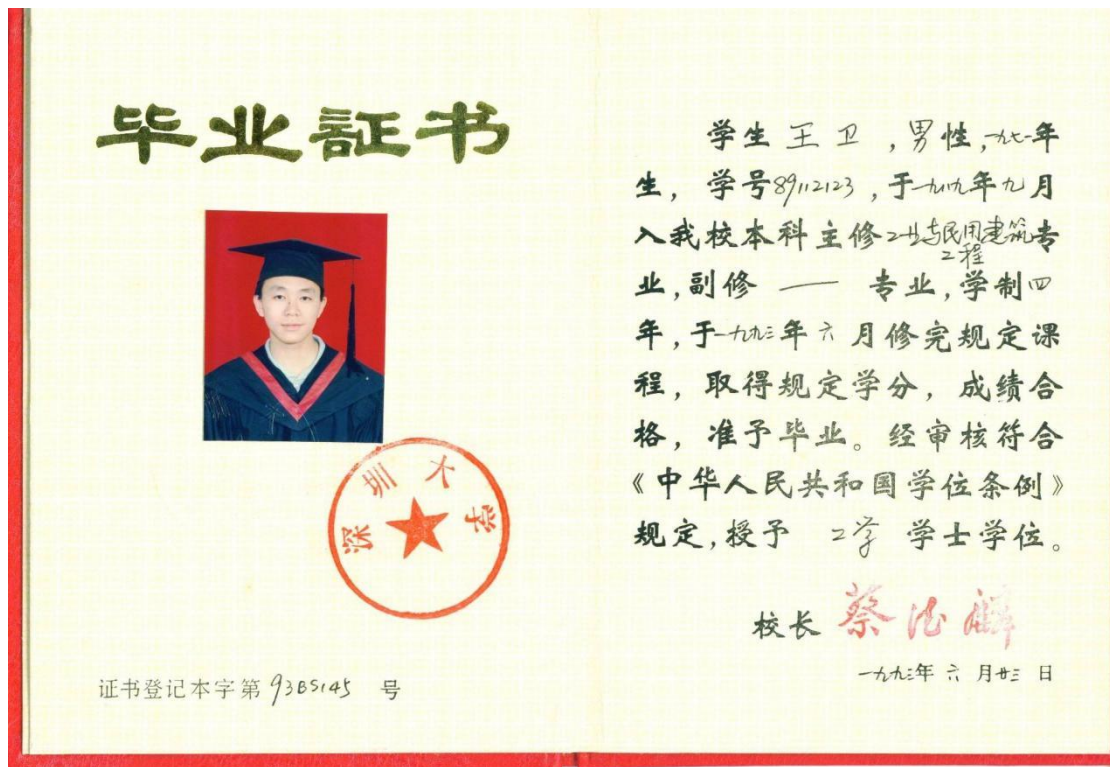 毕业証书
深圳大学
证书登记本字第 93BS145 号
学生 王卫 ,男性,一九七一年
生, 学号89112123 ,于一九八九年九月
入我校本科主修工业与民用建筑工程专
业,副修 —— 专业,学制四
年,于一九九三年六月修完规定课
程, 取得规定学分, 成绩合
格, 准予毕业。经审核符合
《中华人民共和国学位条例》
规定,授予 工学 学士学位。
校长 蔡德麟
一九九三年 六 月廿三 日